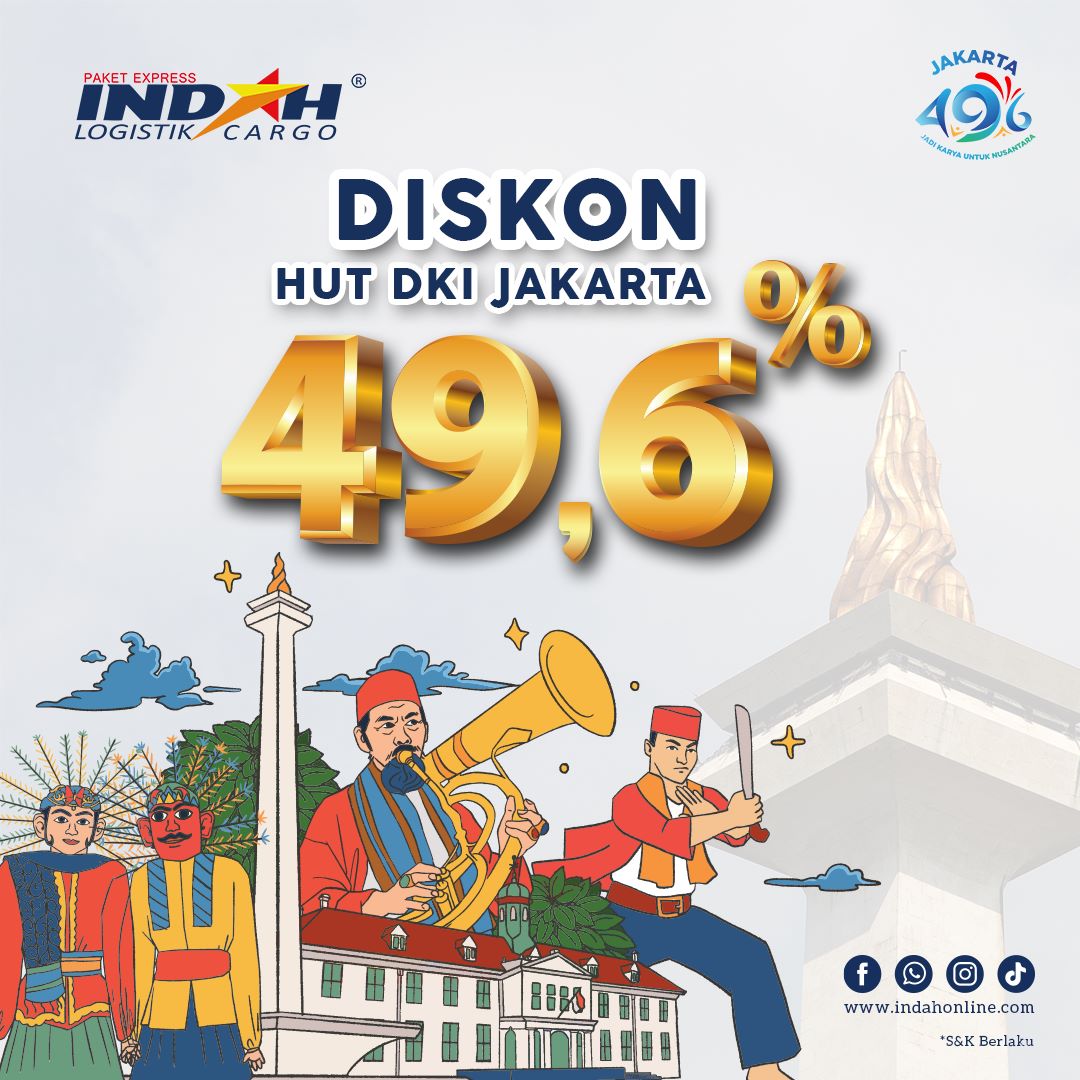 PAKET EXPRESS
INDAH ®
LOGISTIK CARGO
JAKARTA
496
JADI KARYA UNTUK NUSANTARA
DISKON
HUT DKI JAKARTA
49,6%
www.indahonline.com
*S&K Berlaku